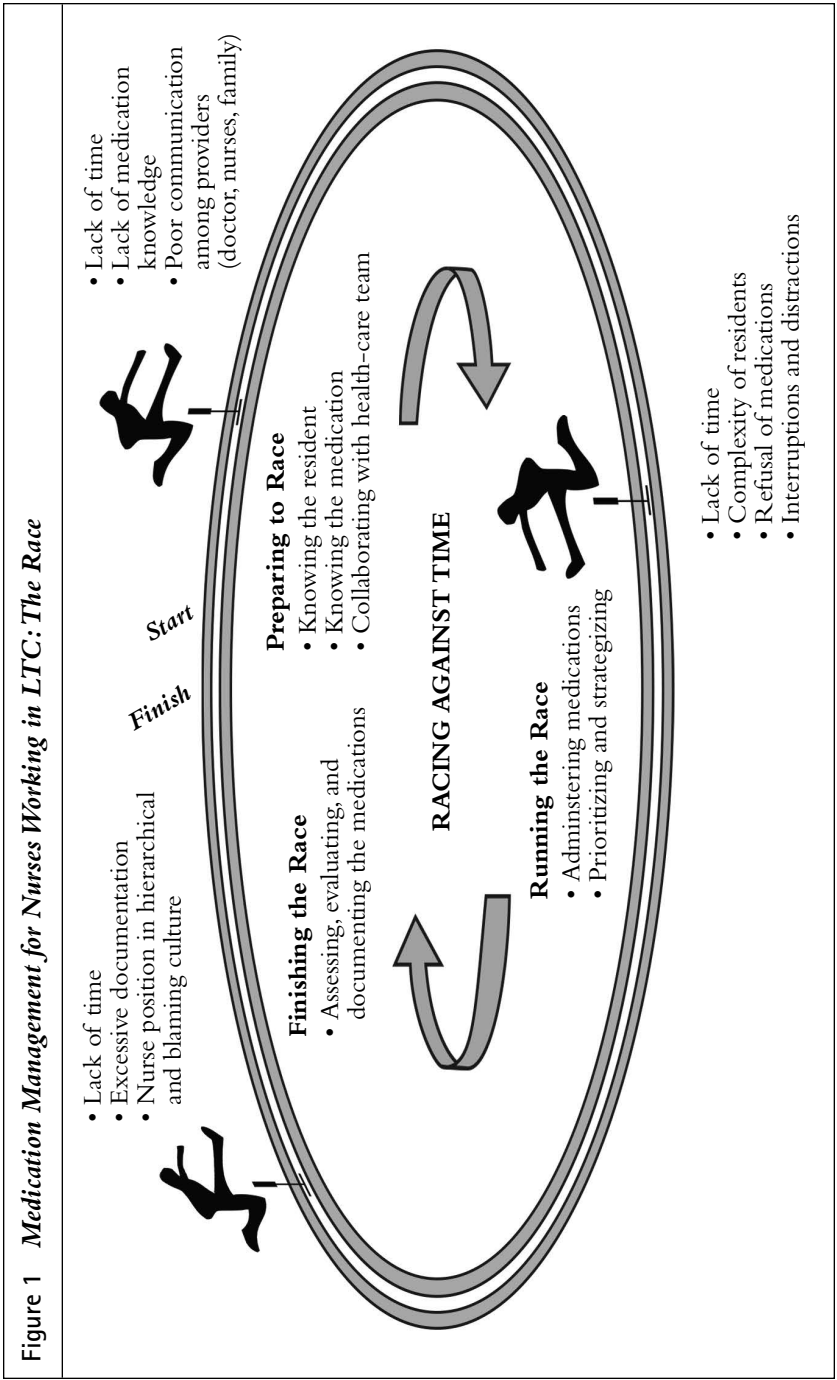 Figure 1 Medication Management for Nurses Working in LTC: The Race
• Lack of time
• Excessive documentation
• Nurse position in hierarchical
and blaming culture
Finish
Start
• Lack of time
• Lack of medication
knowledge
• Poor communication
among providers
(doctor, nurses, family)
Finishing the Race
• Assessing, evaluating, and
documenting the medications
Preparing to Race
• Knowing the resident
• Knowing the medication
• Collaborating with health-care team
RACING AGAINST TIME
Running the Race
• Adminstering medications
• Prioritizing and strategizing
• Lack of time
• Complexity of residents
• Refusal of medications
• Interruptions and distractions